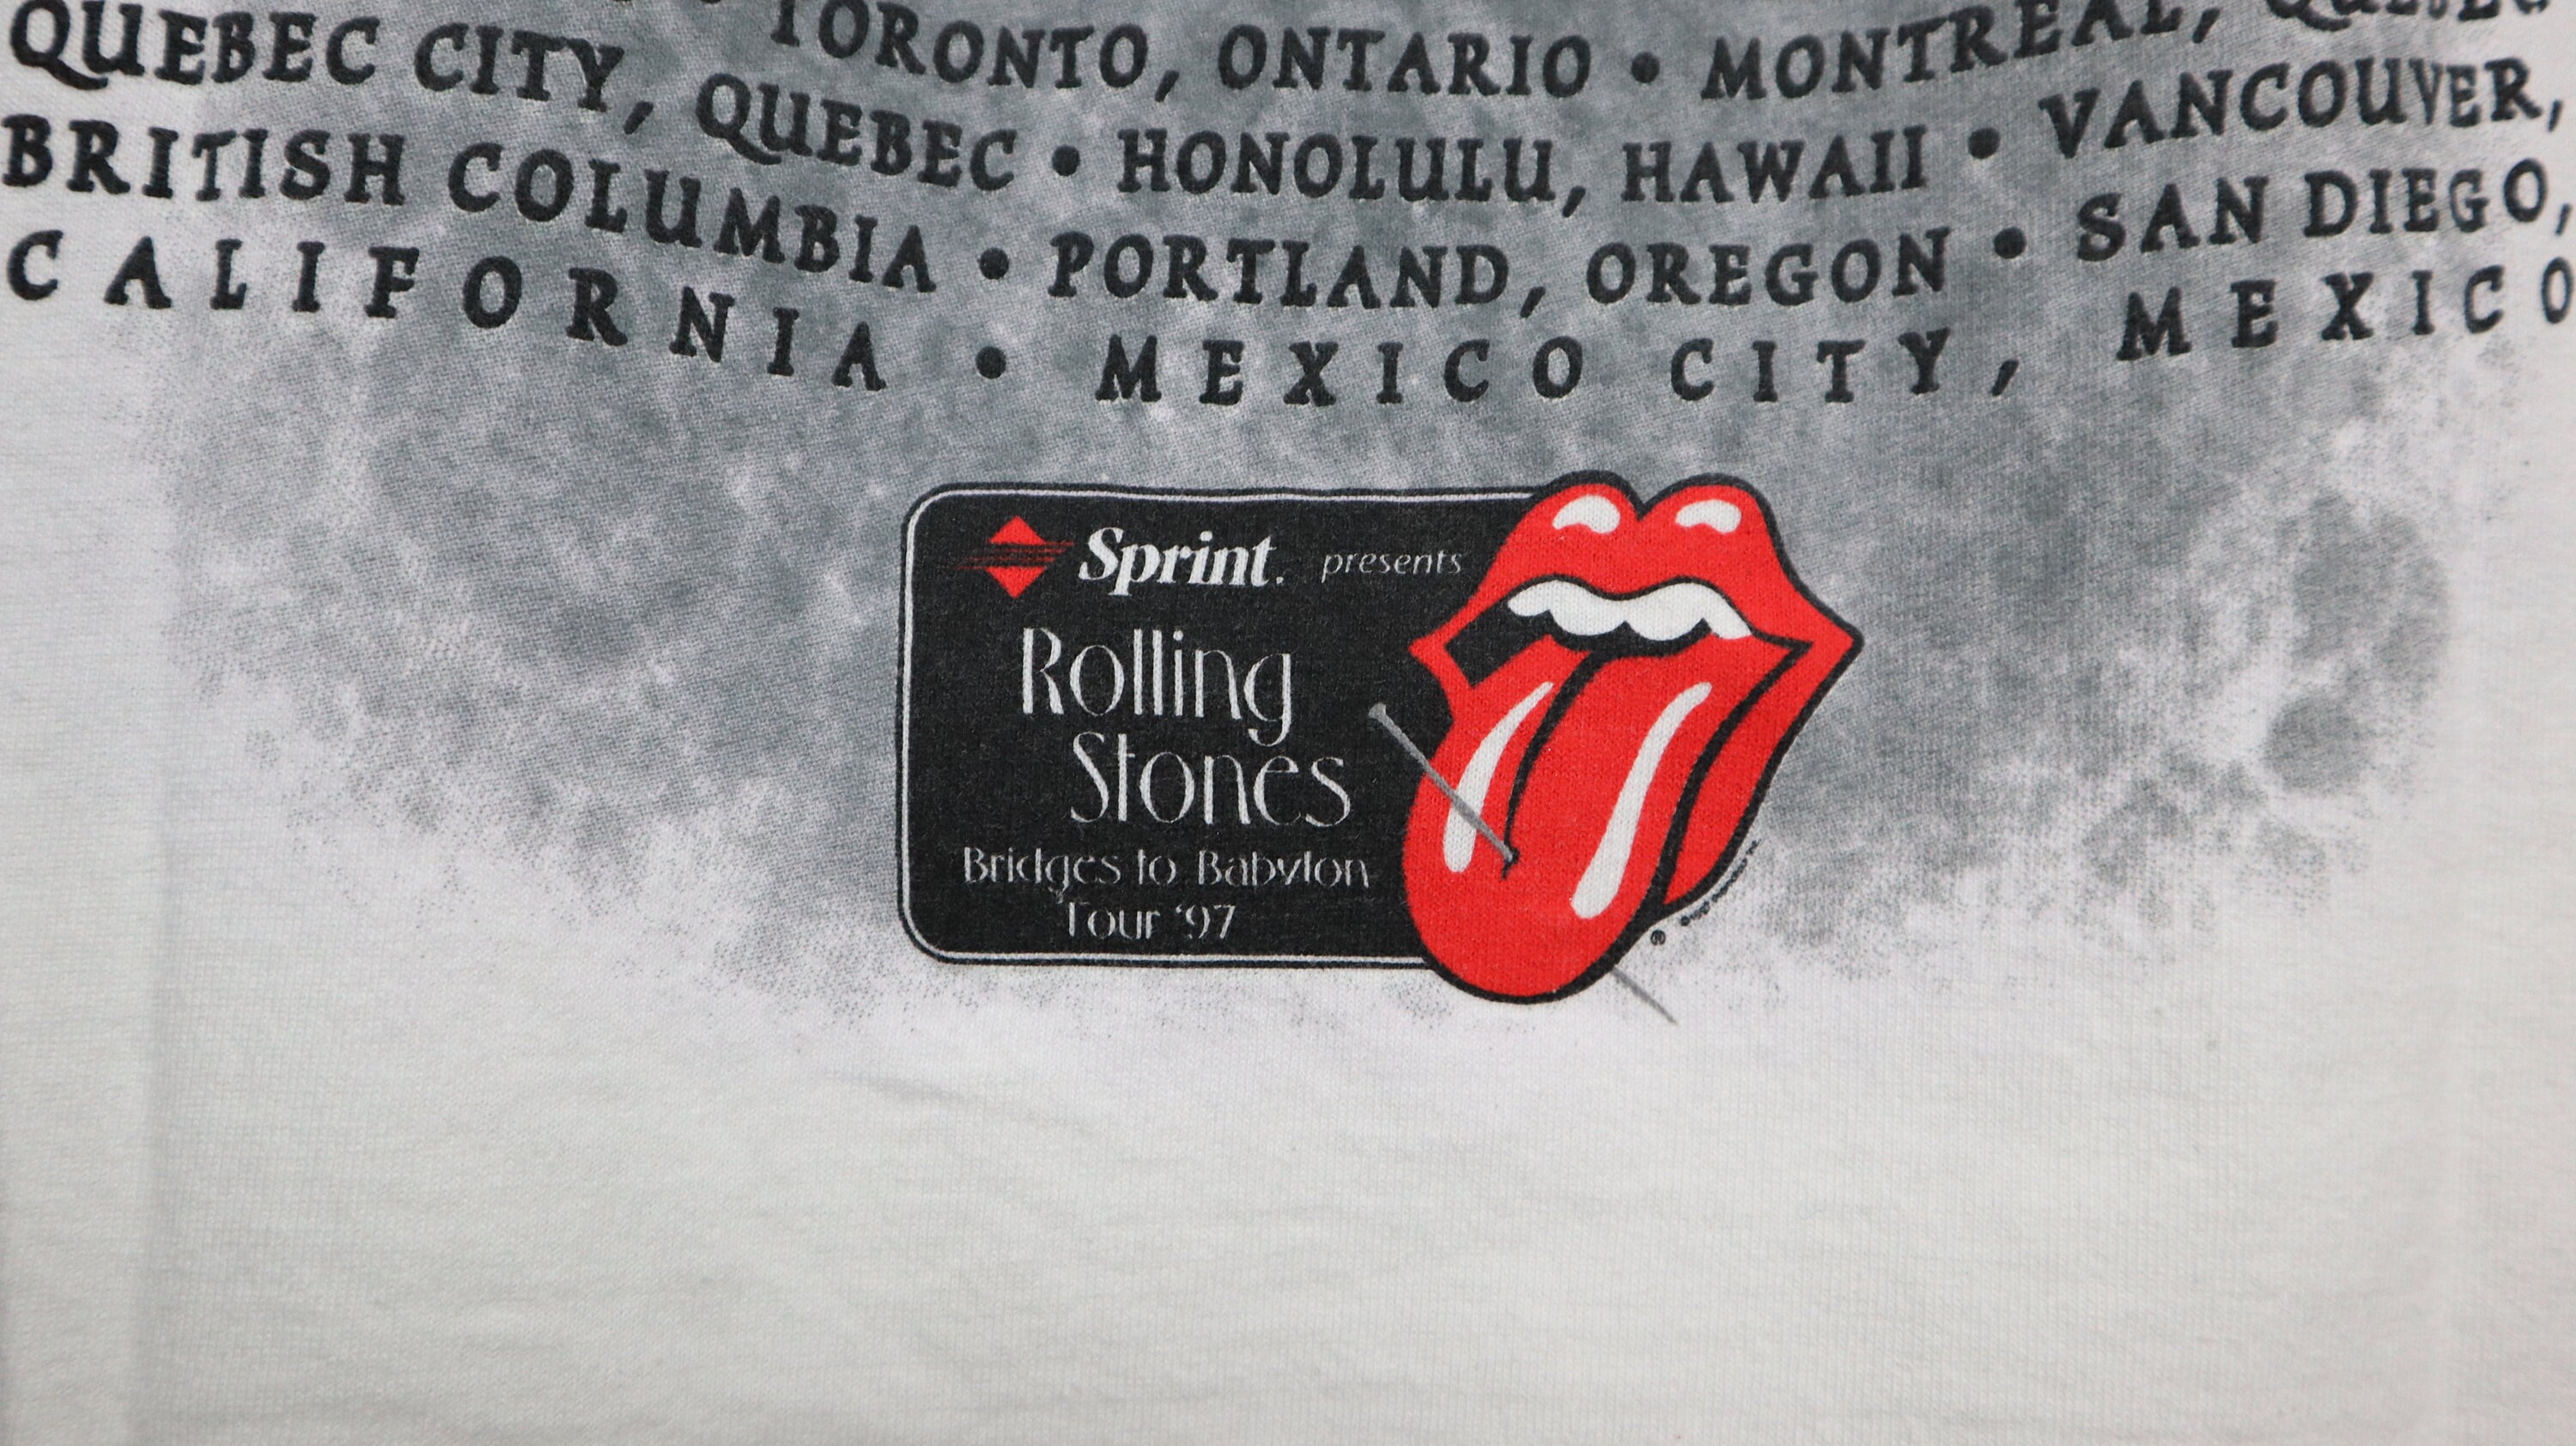 TORONTO, ONTARIO • MONTREAL, QUEBEC
QUEBEC CITY, QUEBEC • HONOLULU, HAWAII • VANCOUVER,
BRITISH COLUMBIA • PORTLAND, OREGON • SAN DIEGO,
CALIFORNIA • MEXICO CITY, MEXICO
Sprint. presents
Rolling
Stones
Bridges to Babylon
Tour '97
®